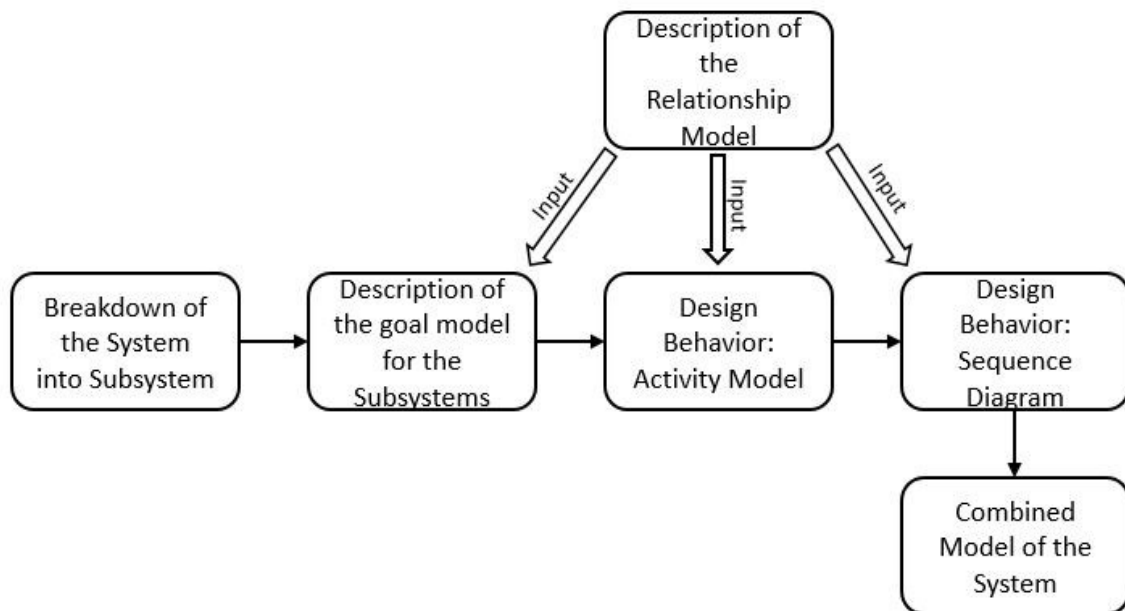 Description of
the
Relationship
Model
Input
Input
Input
Breakdown of
the System
into Subsystem
Description of
the goal model
for the
Subsystems
Design
Behavior:
Activity Model
Design
Behavior:
Sequence
Diagram
Combined
Model of the
System